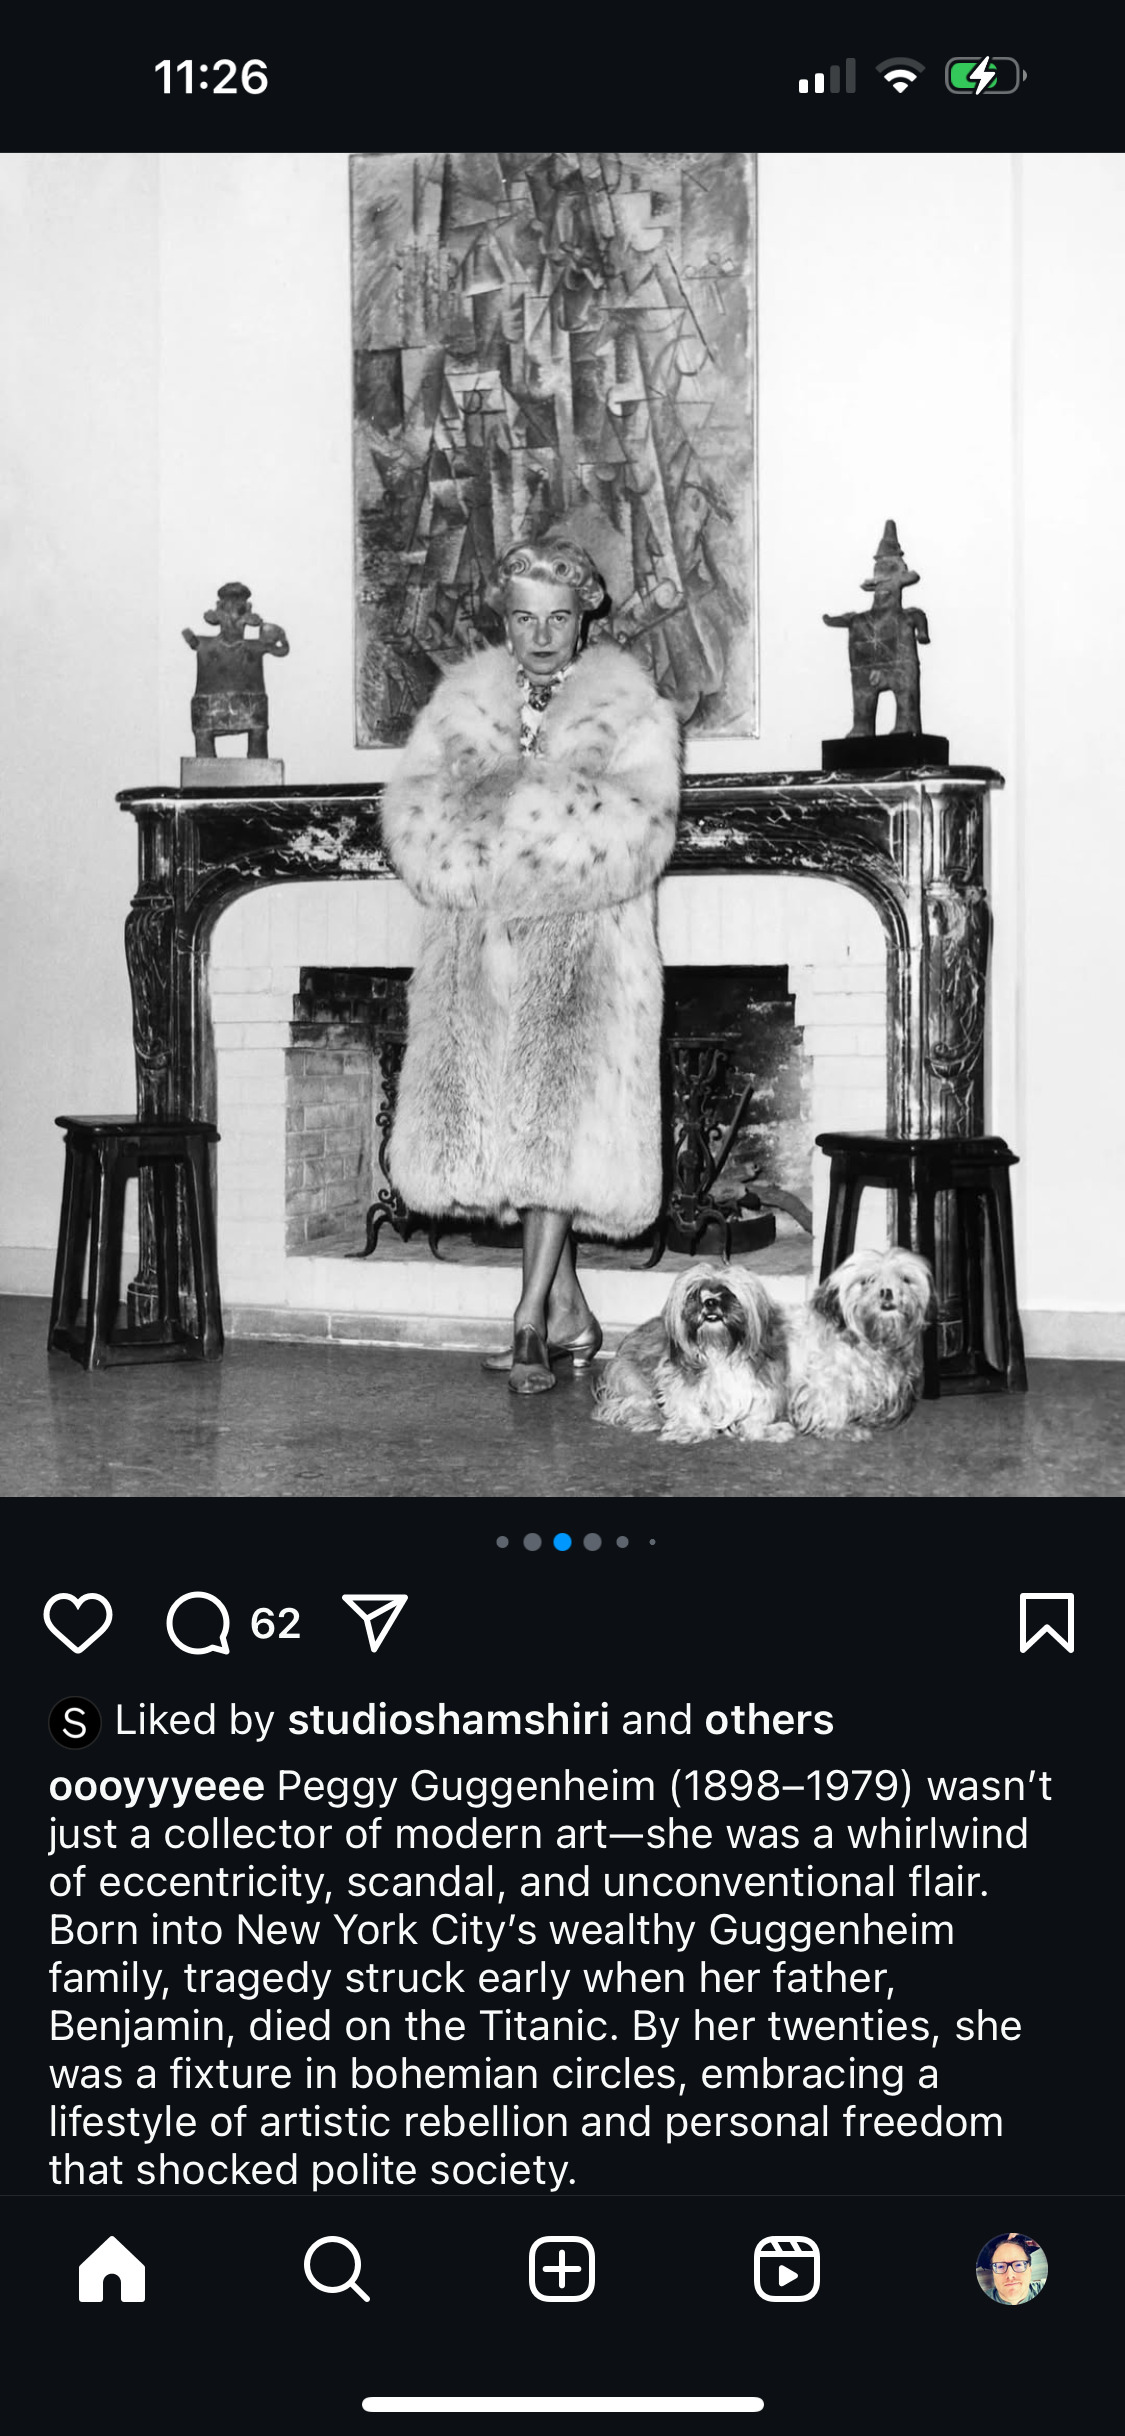 11:26
62
S Liked by studioshamshiri and others
oooyyyeee Peggy Guggenheim (1898–1979) wasn’t
just a collector of modern art—she was a whirlwind
of eccentricity, scandal, and unconventional flair.
Born into New York City’s wealthy Guggenheim
family, tragedy struck early when her father,
Benjamin, died on the Titanic. By her twenties, she
was a fixture in bohemian circles, embracing a
lifestyle of artistic rebellion and personal freedom
that shocked polite society.